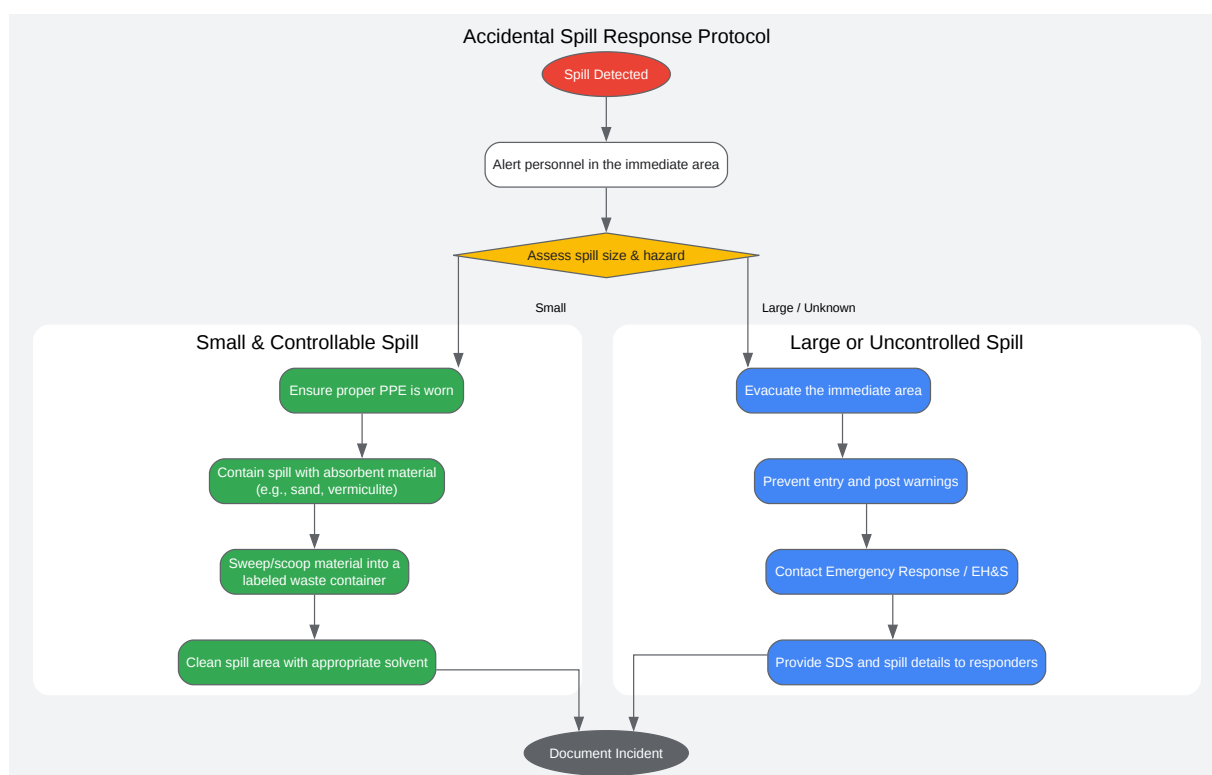 Accidental Spill Response Protocol
Spill Detected
Alert personnel in the immediate area
Assess spill size & hazard
Small
Large / Unknown
Small & Controllable Spill
Ensure proper PPE is worn
Contain spill with absorbent material
(e.g., sand, vermiculite)
Sweep/scoop material into a
labeled waste container
Clean spill area with appropriate solvent
Large or Uncontrolled Spill
Evacuate the immediate area
Prevent entry and post warnings
Contact Emergency Response / EH&S
Provide SDS and spill details to responders
Document Incident